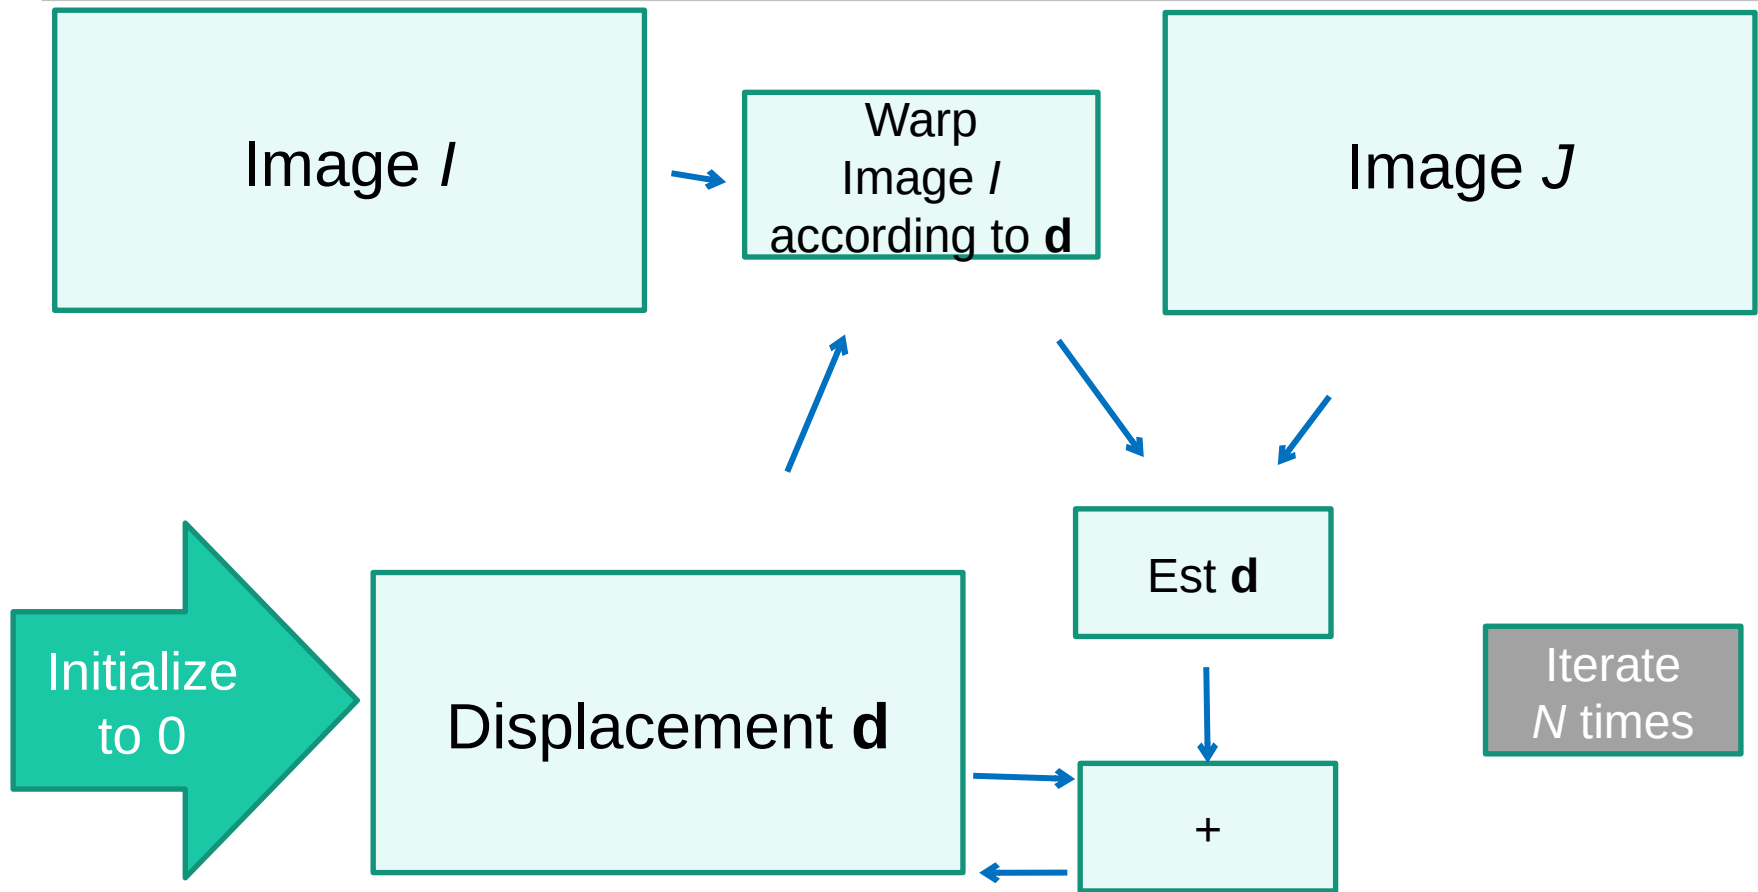 Image I
Warp
Image I
according to d
Image J
Est d
Initialize
to 0
Displacement d
Iterate
N times
+